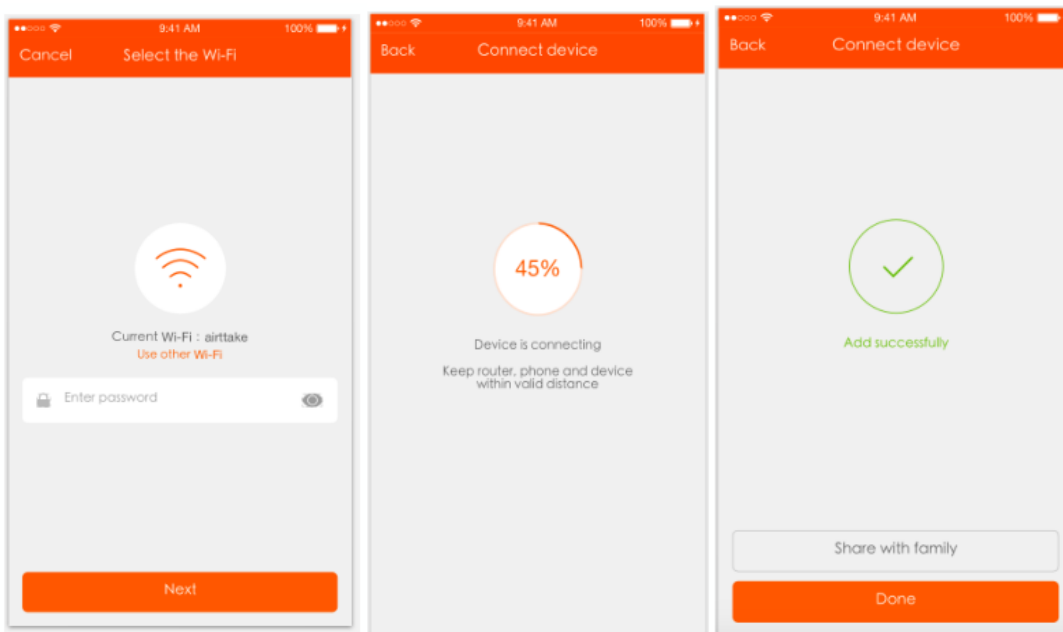 9:41 AM
100%
Cancel
Select the Wi-Fi
Current Wi-Fi : airttake
Use other Wi-Fi
Enter password
Next
9:41 AM
100%
Back
Connect device
45%
Device is connecting
Keep router, phone and device
within valid distance
9:41 AM
100%
Back
Connect device
Add successfully
Share with family
Done